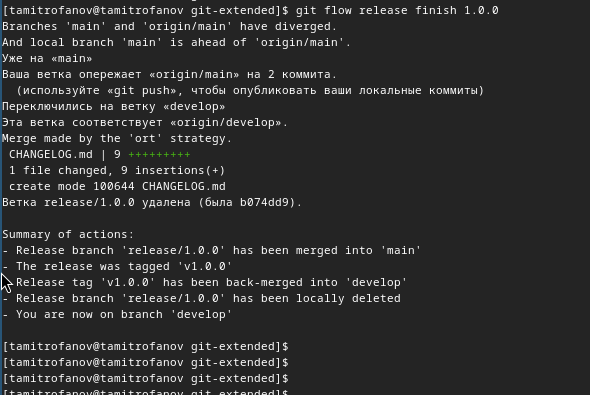 [tamitrofanov@tamitrofanov git-extended]$ git flow release finish 1.0.0
Branches 'main' and 'origin/main' have diverged.
And local branch 'main' is ahead of 'origin/main'.
Уже на «main»
Ваша ветка опережает «origin/main» на 2 коммита.
  (используйте «git push», чтобы опубликовать ваши локальные коммиты)
Переключились на ветку «develop»
Эта ветка соответствует «origin/develop».
Merge made by the 'ort' strategy.
 CHANGELOG.md | 9 +++++++++
 1 file changed, 9 insertions(+)
 create mode 100644 CHANGELOG.md
Ветка release/1.0.0 удалена (была b074dd9).

Summary of actions:
- Release branch 'release/1.0.0' has been merged into 'main'
- The release was tagged 'v1.0.0'
- Release tag 'v1.0.0' has been back-merged into 'develop'
- Release branch 'release/1.0.0' has been locally deleted
- You are now on branch 'develop'

[tamitrofanov@tamitrofanov git-extended]$
[tamitrofanov@tamitrofanov git-extended]$
[tamitrofanov@tamitrofanov git-extended]$
[tamitrofanov@tamitrofanov git-extended]$